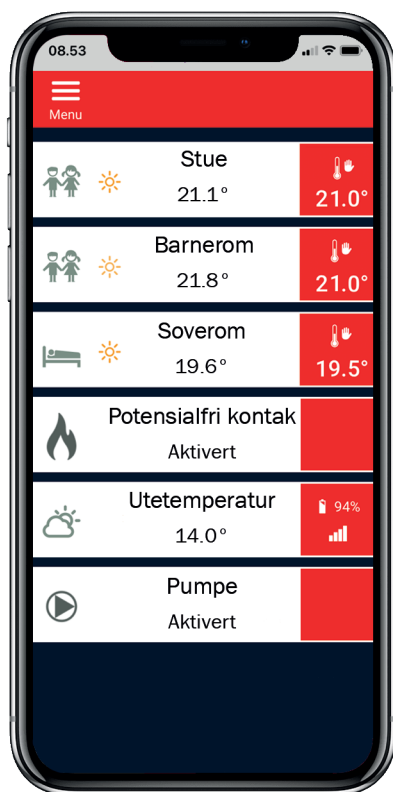 08.53
Menu
Stue
21.1°
21.0°
Barnerom
21.8°
21.0°
Soverom
19.6°
19.5°
Potensialfri kontak
Aktivert
Utetemperatur
14.0°
94%
Pumpe
Aktivert